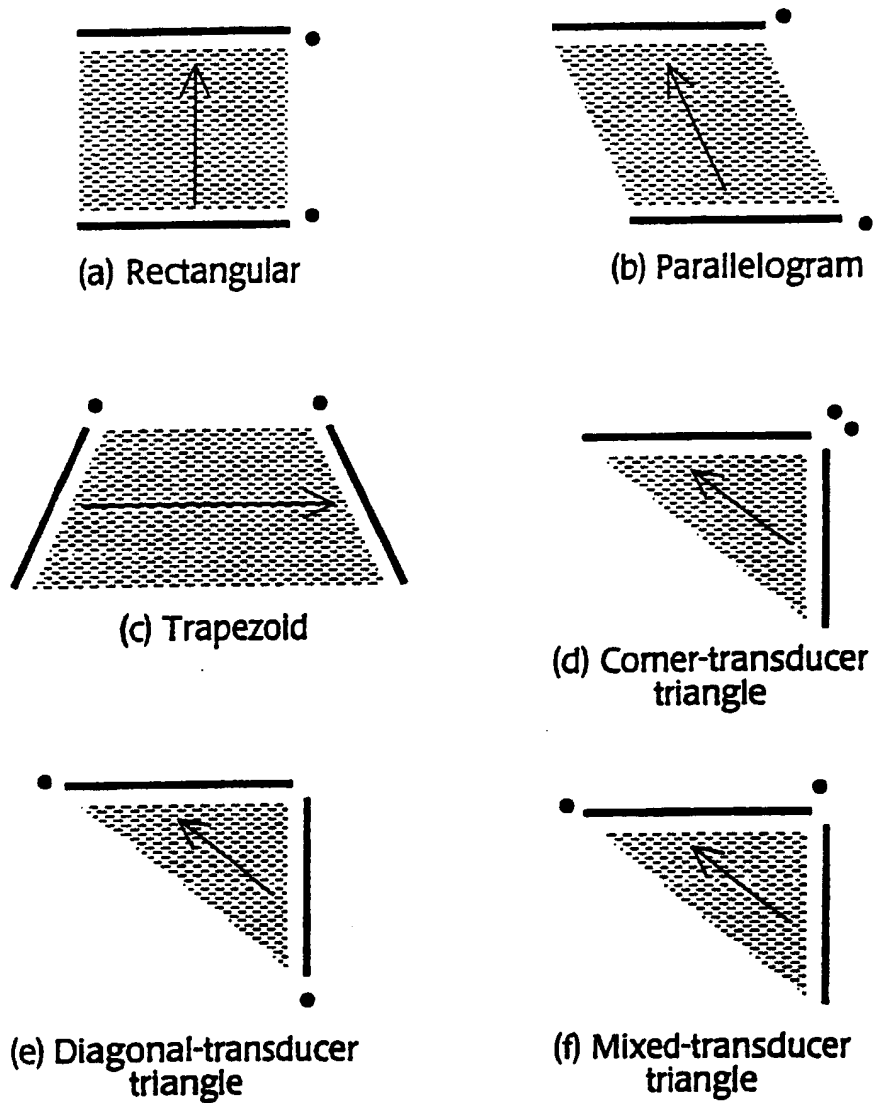 (a) Rectangular
(b) Parallelogram
(c) Trapezoid
(d) Corner-transducer
triangle
(e) Diagonal-transducer
triangle
(f) Mixed-transducer
triangle